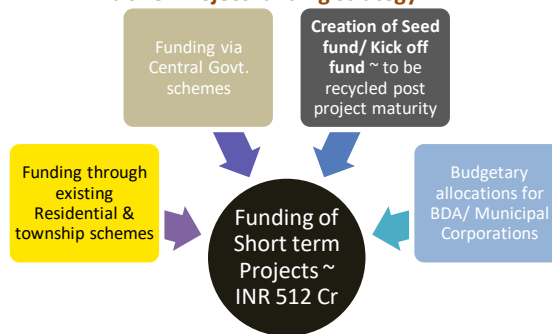 Funding via
Central Govt.
schemes
Creation of Seed
fund/ Kick off
fund ~ to be
recycled post
project maturity
Funding through
existing
Residential &
township schemes
Budgetary
allocations for
BDA/ Municipal
Corporations
Funding of
Short term
Projects ~
INR 512 Cr